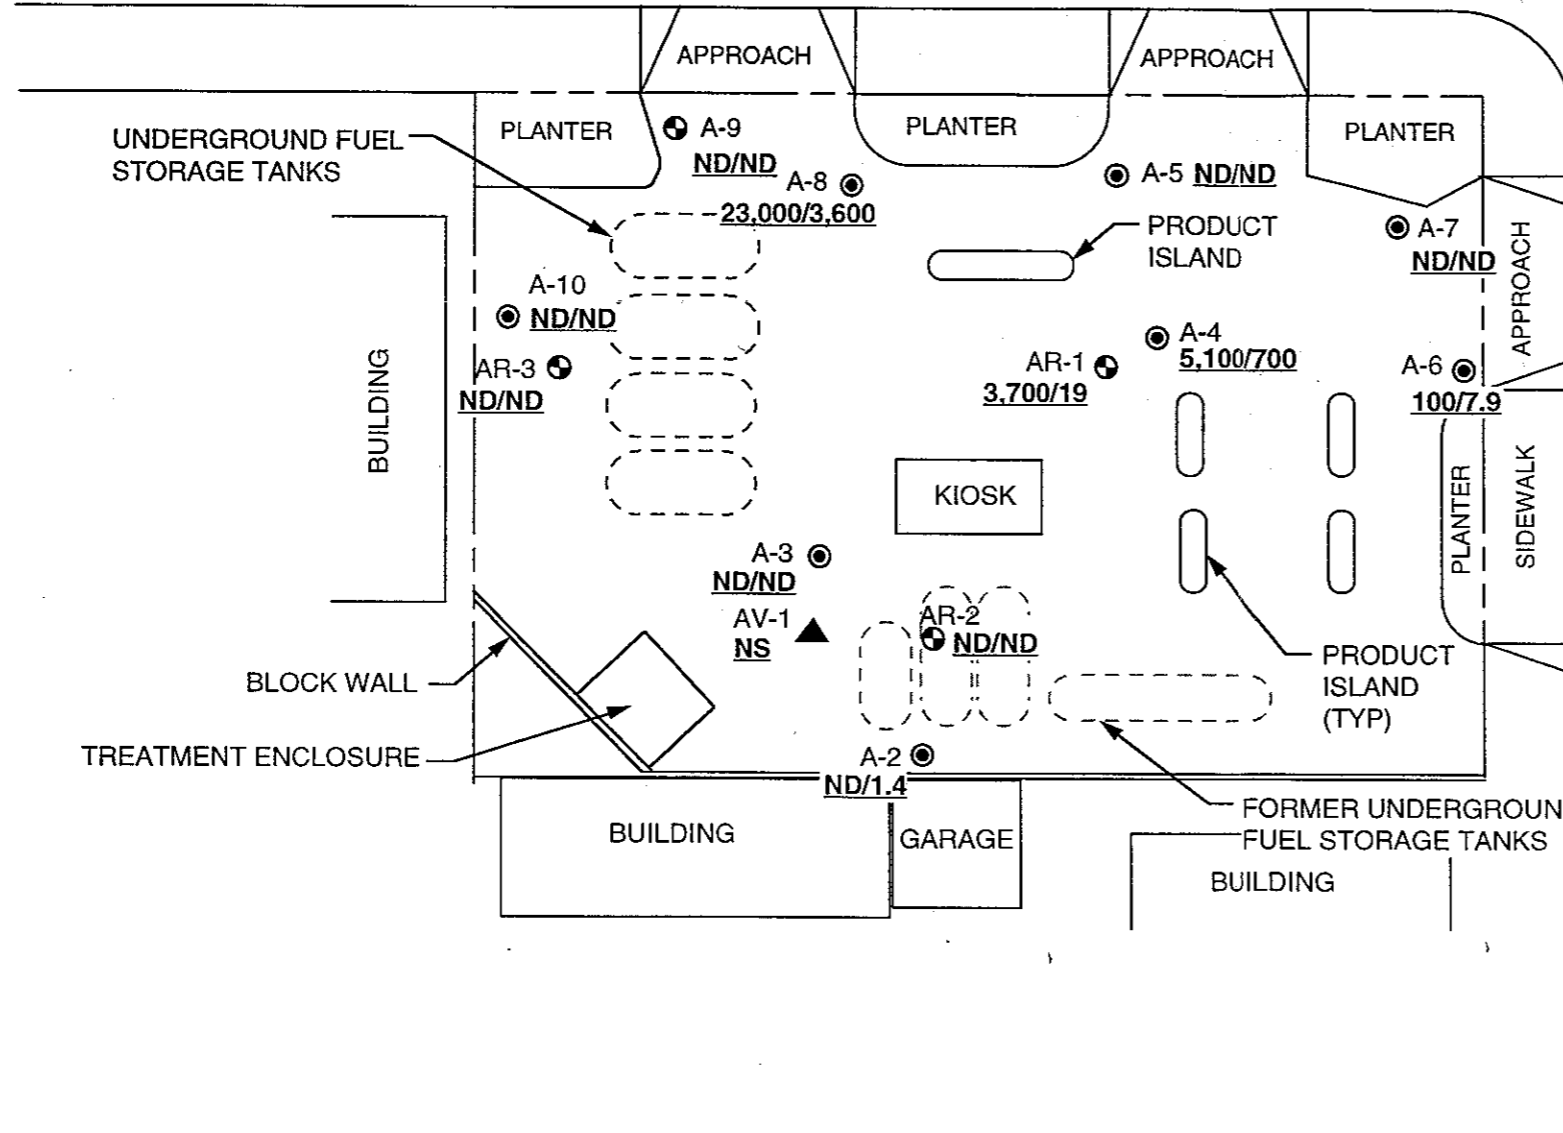 APPROACH
APPROACH
UNDERGROUND FUEL
STORAGE TANKS
PLANTER
A-9
ND/ND
PLANTER
PLANTER
A-8
23,000/3,600
A-5 ND/ND
PRODUCT
ISLAND
A-7
ND/ND
APPROACH
A-10
ND/ND
AR-3
ND/ND
BUILDING
AR-1
3,700/19
A-4
5,100/700
A-6
100/7.9
KIOSK
PLANTER
SIDEWALK
A-3
ND/ND
AV-1
NS
AR-2
ND/ND
BLOCK WALL
PRODUCT
ISLAND
(TYP)
TREATMENT ENCLOSURE
A-2
ND/1.4
BUILDING
GARAGE
FORMER UNDERGROUN
FUEL STORAGE TANKS
BUILDING